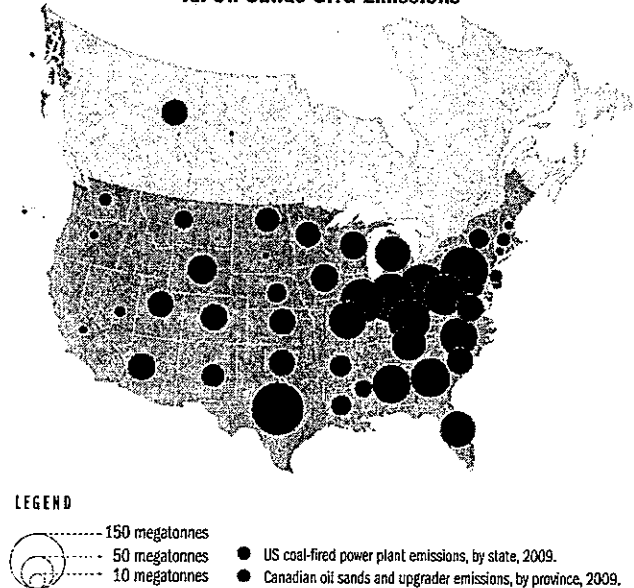 Emissions
LEGEND
150 megatonnes
50 megatonnes
10 megatonnes
US coal-fired power plant emissions, by state, 2009.
Canadian oil sands and upgrader emissions, by province, 2009.